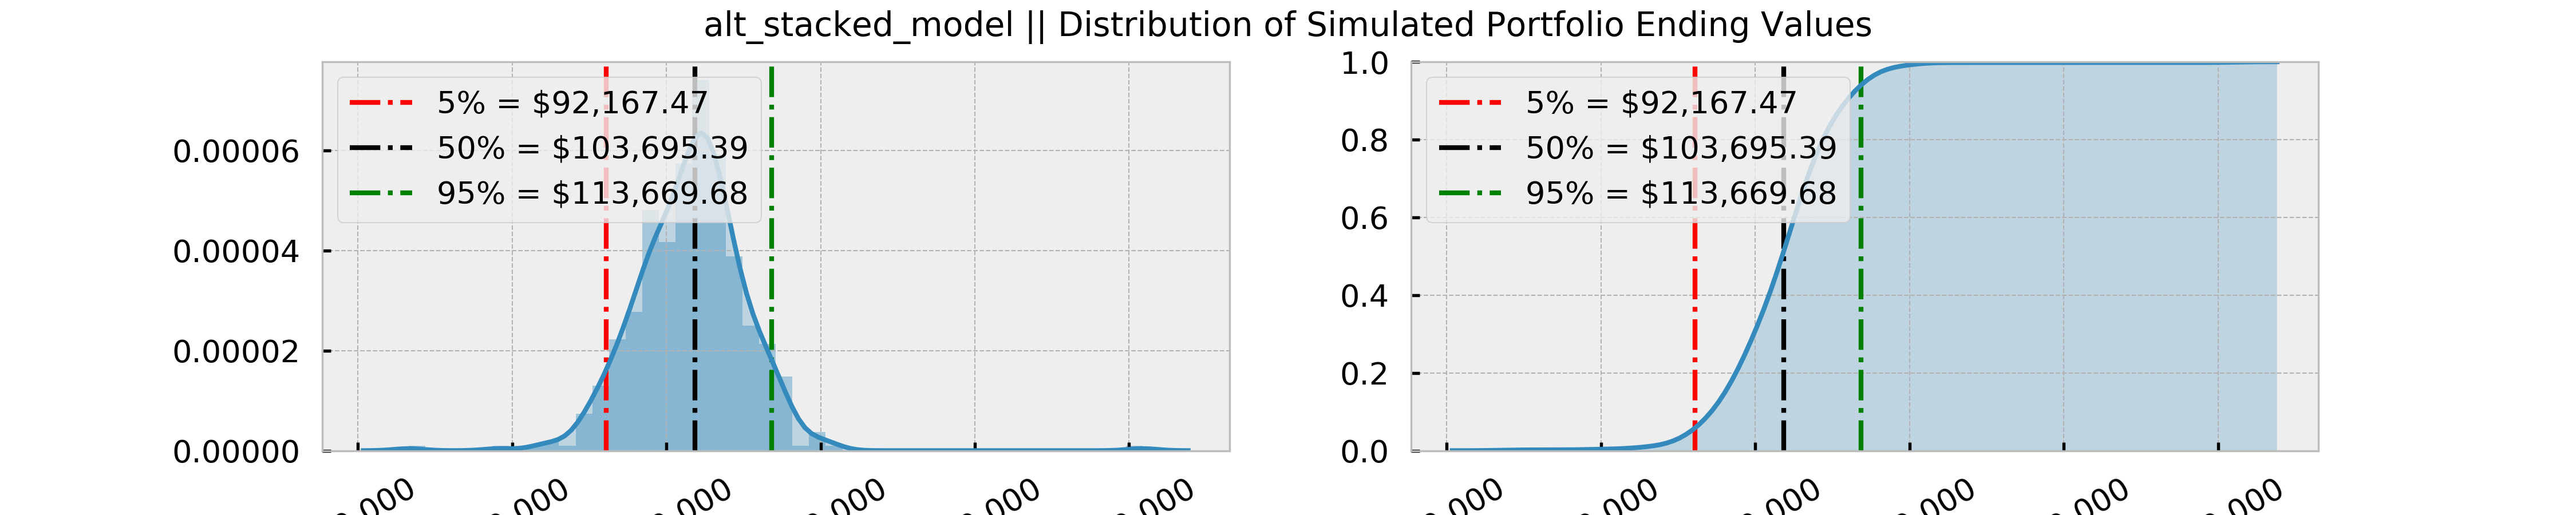 alt_stacked_model || Distribution of Simulated Portfolio Ending Values
5% = $92,167.47
50% = $103,695.39
95% = $113,669.68
0.00006
0.00004
0.00002
0.00000
1.0
0.8
0.6
0.4
0.2
0.0
5% = $92,167.47
50% = $103,695.39
95% = $113,669.68